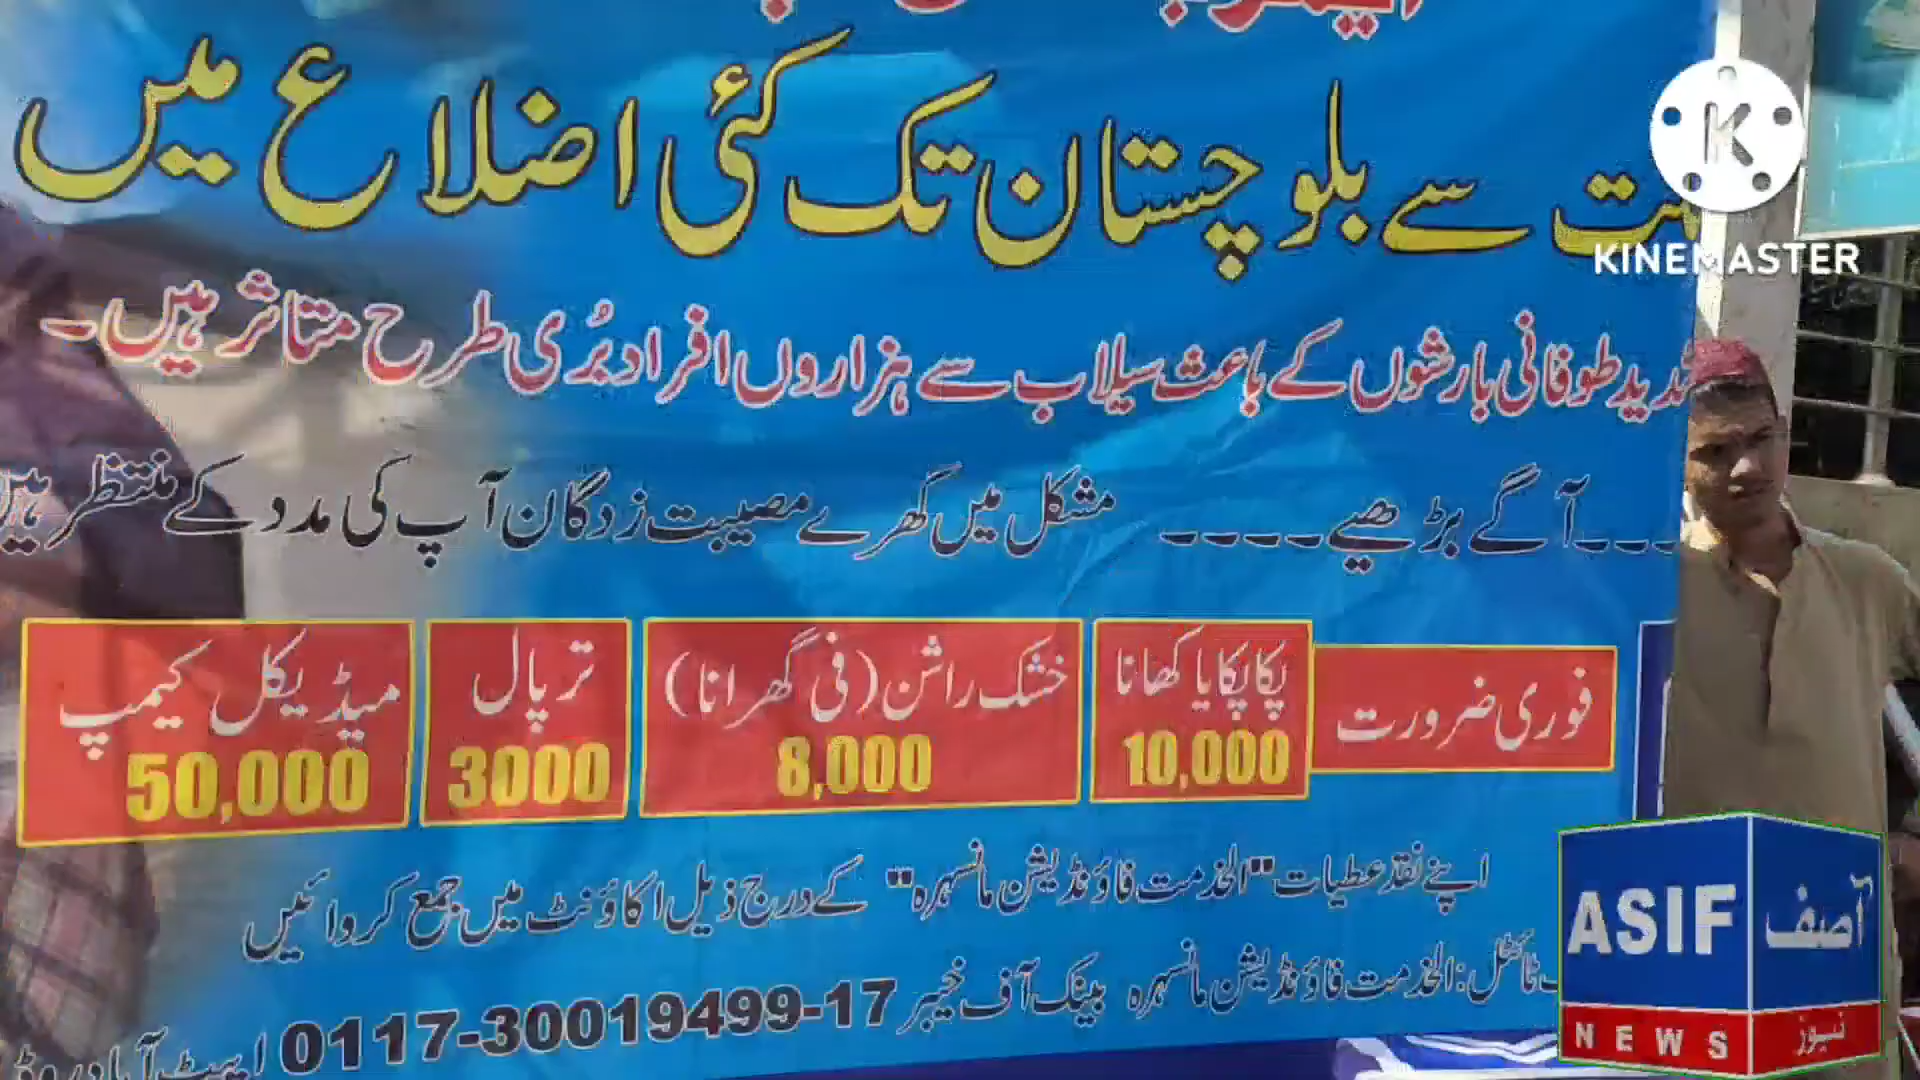 سے بلوچستان تک کئی اضلاع میں
طوفانی بارشوں کے باعث سیلاب سے ہزاروں افراد بُری طرح متاثر ہیں۔
۔۔۔آگے بڑھیے۔۔۔۔ مشکل میں گھرے مصیبت زدگان آپ کی مدد کے منتظر ہیں
فوری ضرورت
پکا پکایا کھانا
10,000
خشک راشن (فی گھرانا)
8,000
ترپال
3000
میڈیکل کیمپ
50,000
اپنے نقد عطیات "الخدمت فاؤنڈیشن مانسہرہ" کے درج ذیل اکاؤنٹ میں جمع کروائیں
ٹائٹل: الخدمت فاؤنڈیشن مانسہرہ بینک آف خیبر 0117-30019499-17 ایبٹ آباد روڈ
KINEMASTER
ASIF آصف
NEWS نیوز